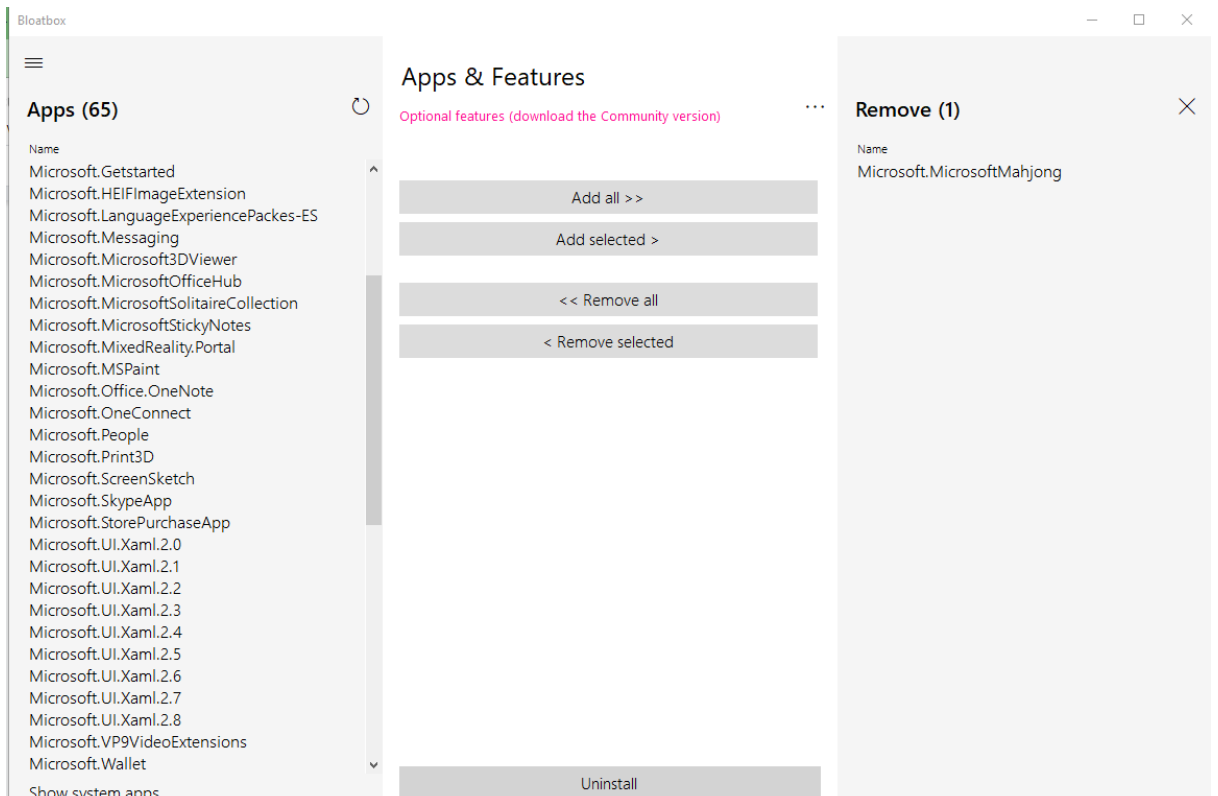 Bloatbox
Apps (65)
Name
Microsoft.Getstarted
Microsoft.HEIFImageExtension
Microsoft.LanguageExperiencePackes-ES
Microsoft.Messaging
Microsoft.Microsoft3DViewer
Microsoft.MicrosoftOfficeHub
Microsoft.MicrosoftSolitaireCollection
Microsoft.MicrosoftStickyNotes
Microsoft.MixedReality.Portal
Microsoft.MSPaint
Microsoft.Office.OneNote
Microsoft.OneConnect
Microsoft.People
Microsoft.Print3D
Microsoft.ScreenSketch
Microsoft.SkypeApp
Microsoft.StorePurchaseApp
Microsoft.UI.Xaml.2.0
Microsoft.UI.Xaml.2.1
Microsoft.UI.Xaml.2.2
Microsoft.UI.Xaml.2.3
Microsoft.UI.Xaml.2.4
Microsoft.UI.Xaml.2.5
Microsoft.UI.Xaml.2.6
Microsoft.UI.Xaml.2.7
Microsoft.UI.Xaml.2.8
Microsoft.VP9VideoExtensions
Microsoft.Wallet
Show system apps
Apps & Features
Optional features (download the Community version)
...
Add all >>
Add selected >
<< Remove all
< Remove selected
Uninstall
Remove (1)
Name
Microsoft.MicrosoftMahjong